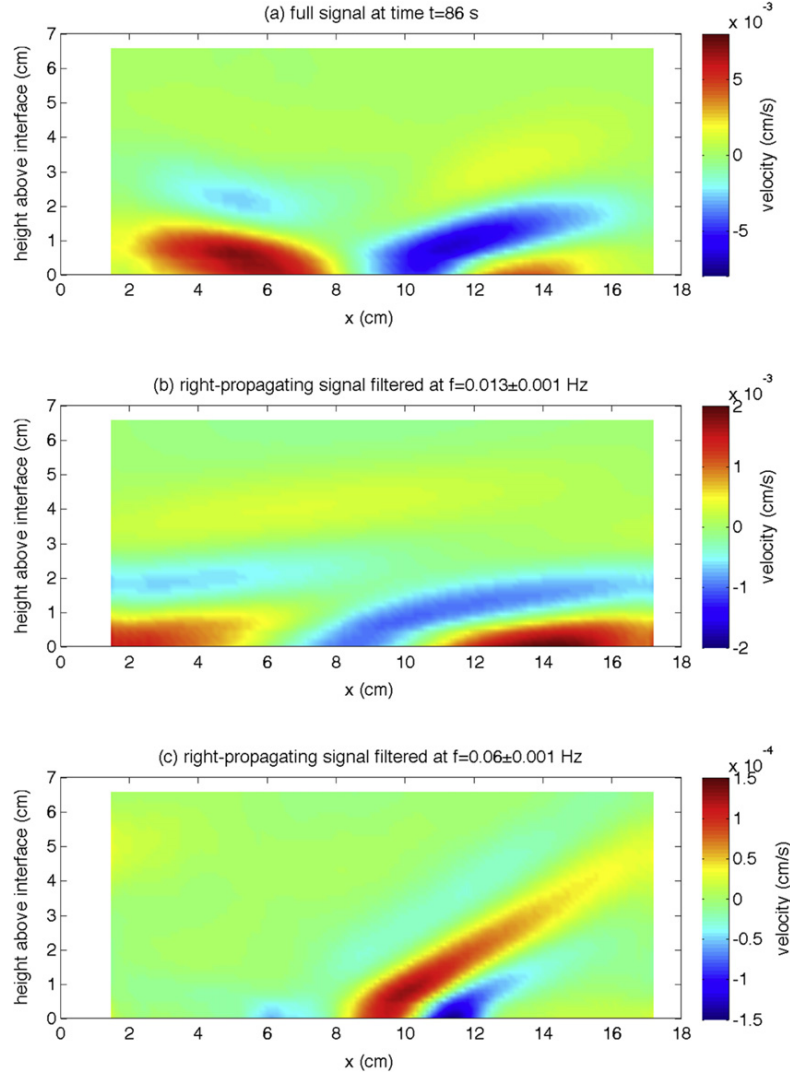 (a) full signal at time t=86 s
x 10⁻³
7
6
5
4
3
2
1
0
height above interface (cm)
0 2 4 6 8 10 12 14 16 18
x (cm)
5
0
-5
velocity (cm/s)
(b) right-propagating signal filtered at f=0.013±0.001 Hz
x 10⁻³
7
6
5
4
3
2
1
0
height above interface (cm)
0 2 4 6 8 10 12 14 16 18
x (cm)
2
1
0
-1
-2
velocity (cm/s)
(c) right-propagating signal filtered at f=0.06±0.001 Hz
x 10⁻⁴
7
6
5
4
3
2
1
0
height above interface (cm)
0 2 4 6 8 10 12 14 16 18
x (cm)
1.5
1
0.5
0
-0.5
-1
-1.5
velocity (cm/s)